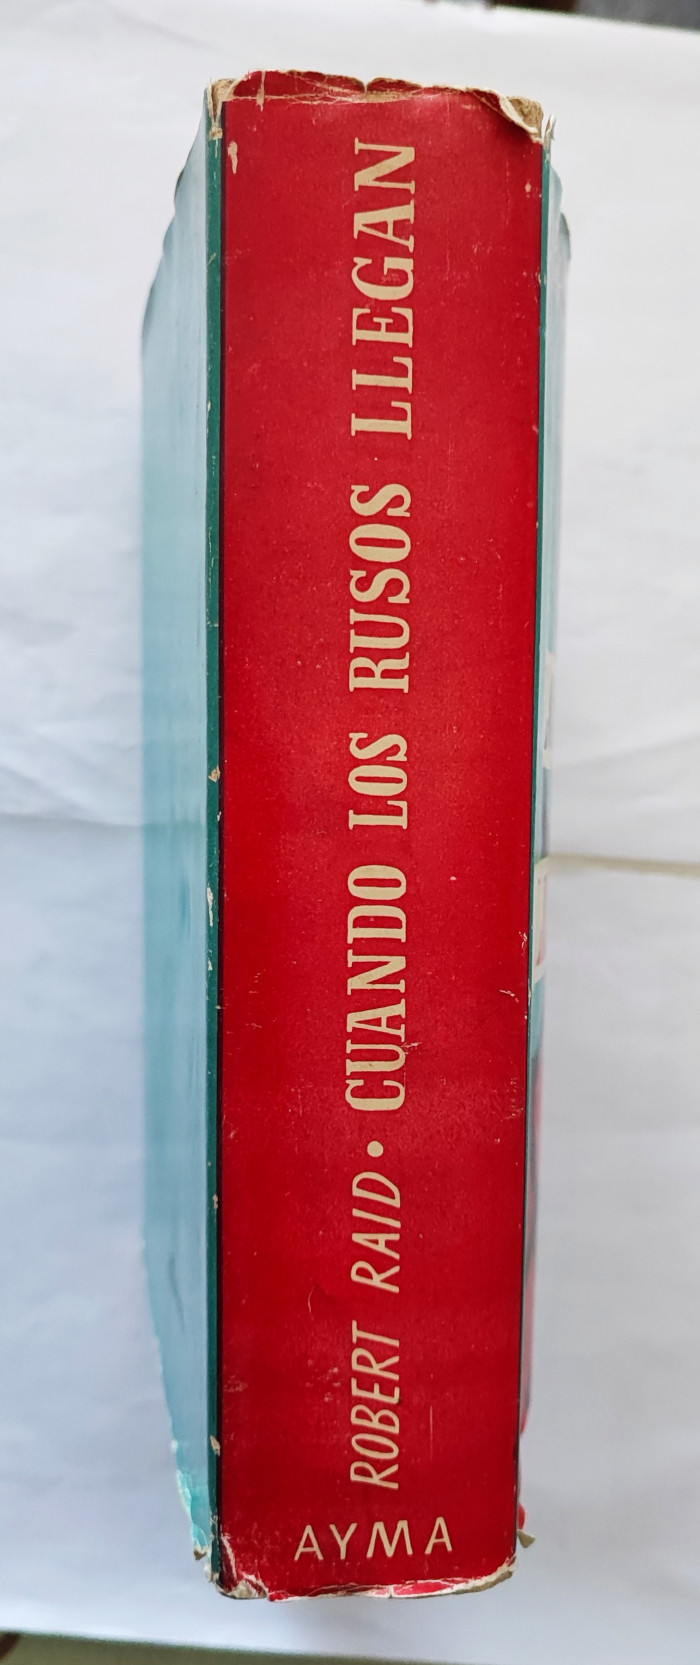 ROBERT RAID • CUANDO LOS RUSOS LLEGAN
AYMA